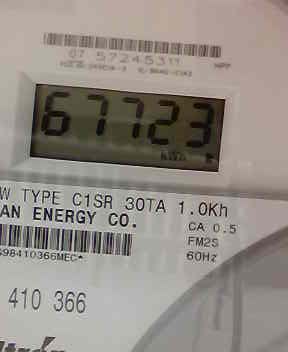 07 57245311
67723
KWH
W TYPE C1SR 30TA 1.0Kh
AN ENERGY CO.
CA 0.5
FM2S
60Hz
98410366MEC*
410 366